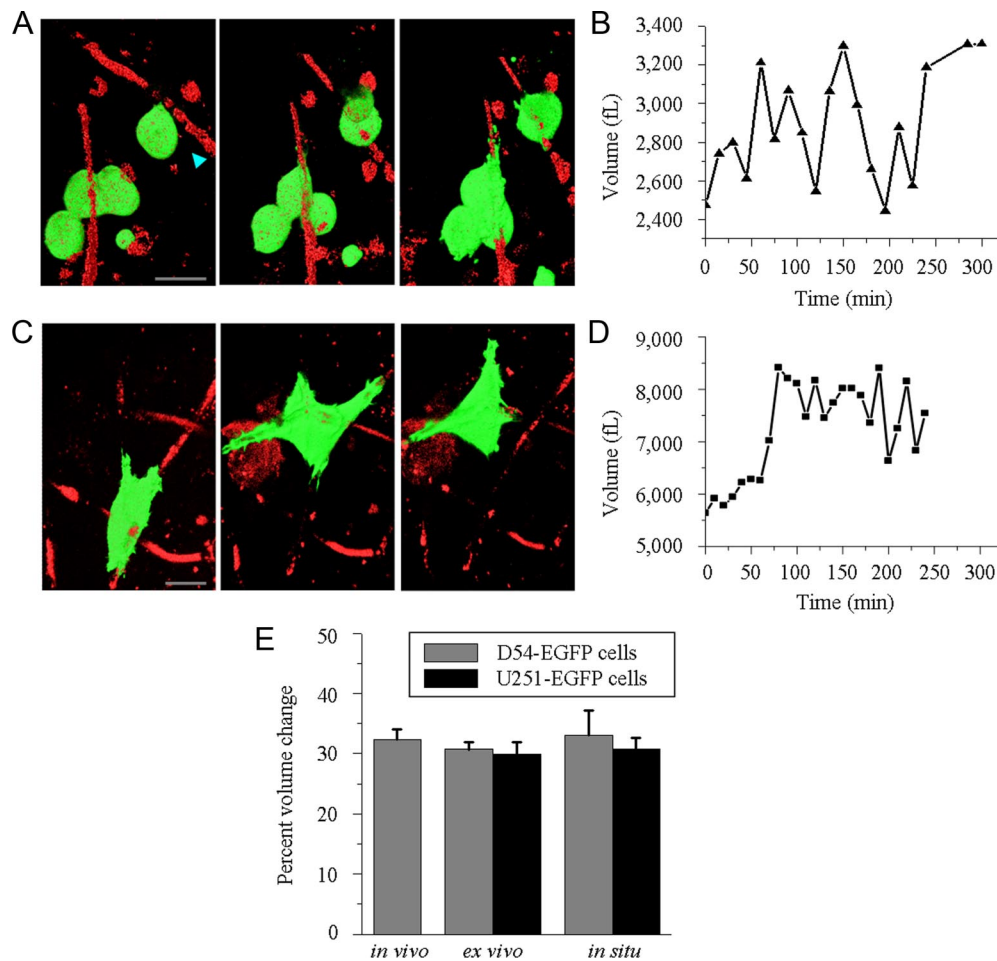 A
B
3,400
3,200
3,000
2,800
2,600
2,400
Volume (fL)
0 50 100 150 200 250 300
Time (min)
C
D
9,000
8,000
7,000
6,000
5,000
Volume (fL)
0 50 100 150 200 250 300
Time (min)
E
50
40
30
20
10
0
Percent volume change
D54-EGFP cells
U251-EGFP cells
in vivo ex vivo in situ